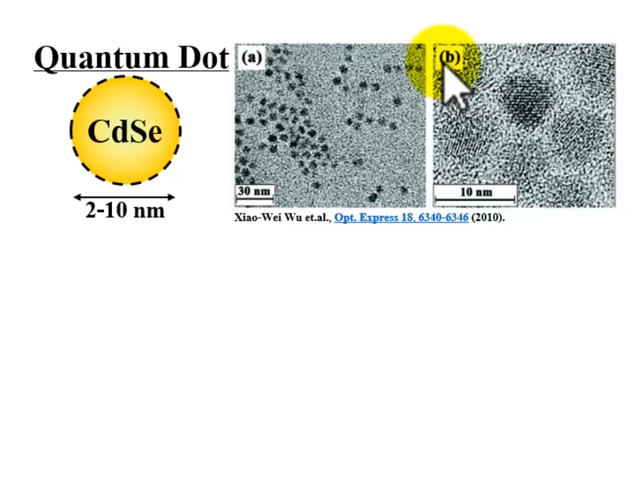 Quantum Dot
CdSe
2-10 nm
(a)
30 nm
(b)
10 nm
Xiao-Wei Wu et.al., Opt. Express 18, 6340-6346 (2010).